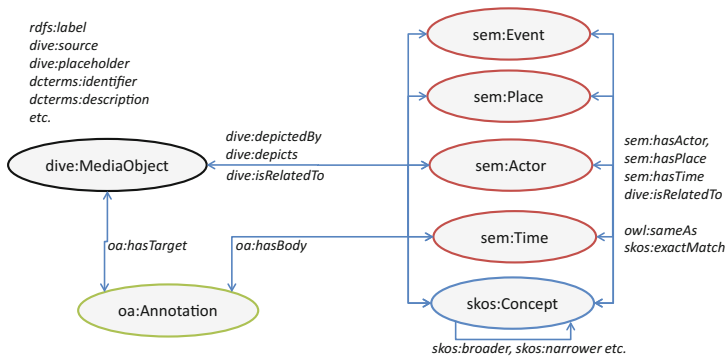 rdfs:label
dive:source
dive:placeholder
dcterms:identifier
dcterms:description
etc.
dive:MediaObject
dive:depictedBy
dive:depicts
dive:isRelatedTo
oa:hasTarget
oa:hasBody
oa:Annotation
sem:Event
sem:Place
sem:Actor
sem:Time
skos:Concept
sem:hasActor,
sem:hasPlace
sem:hasTime
dive:isRelatedTo
owl:sameAs
skos:exactMatch
skos:broader, skos:narrower etc.